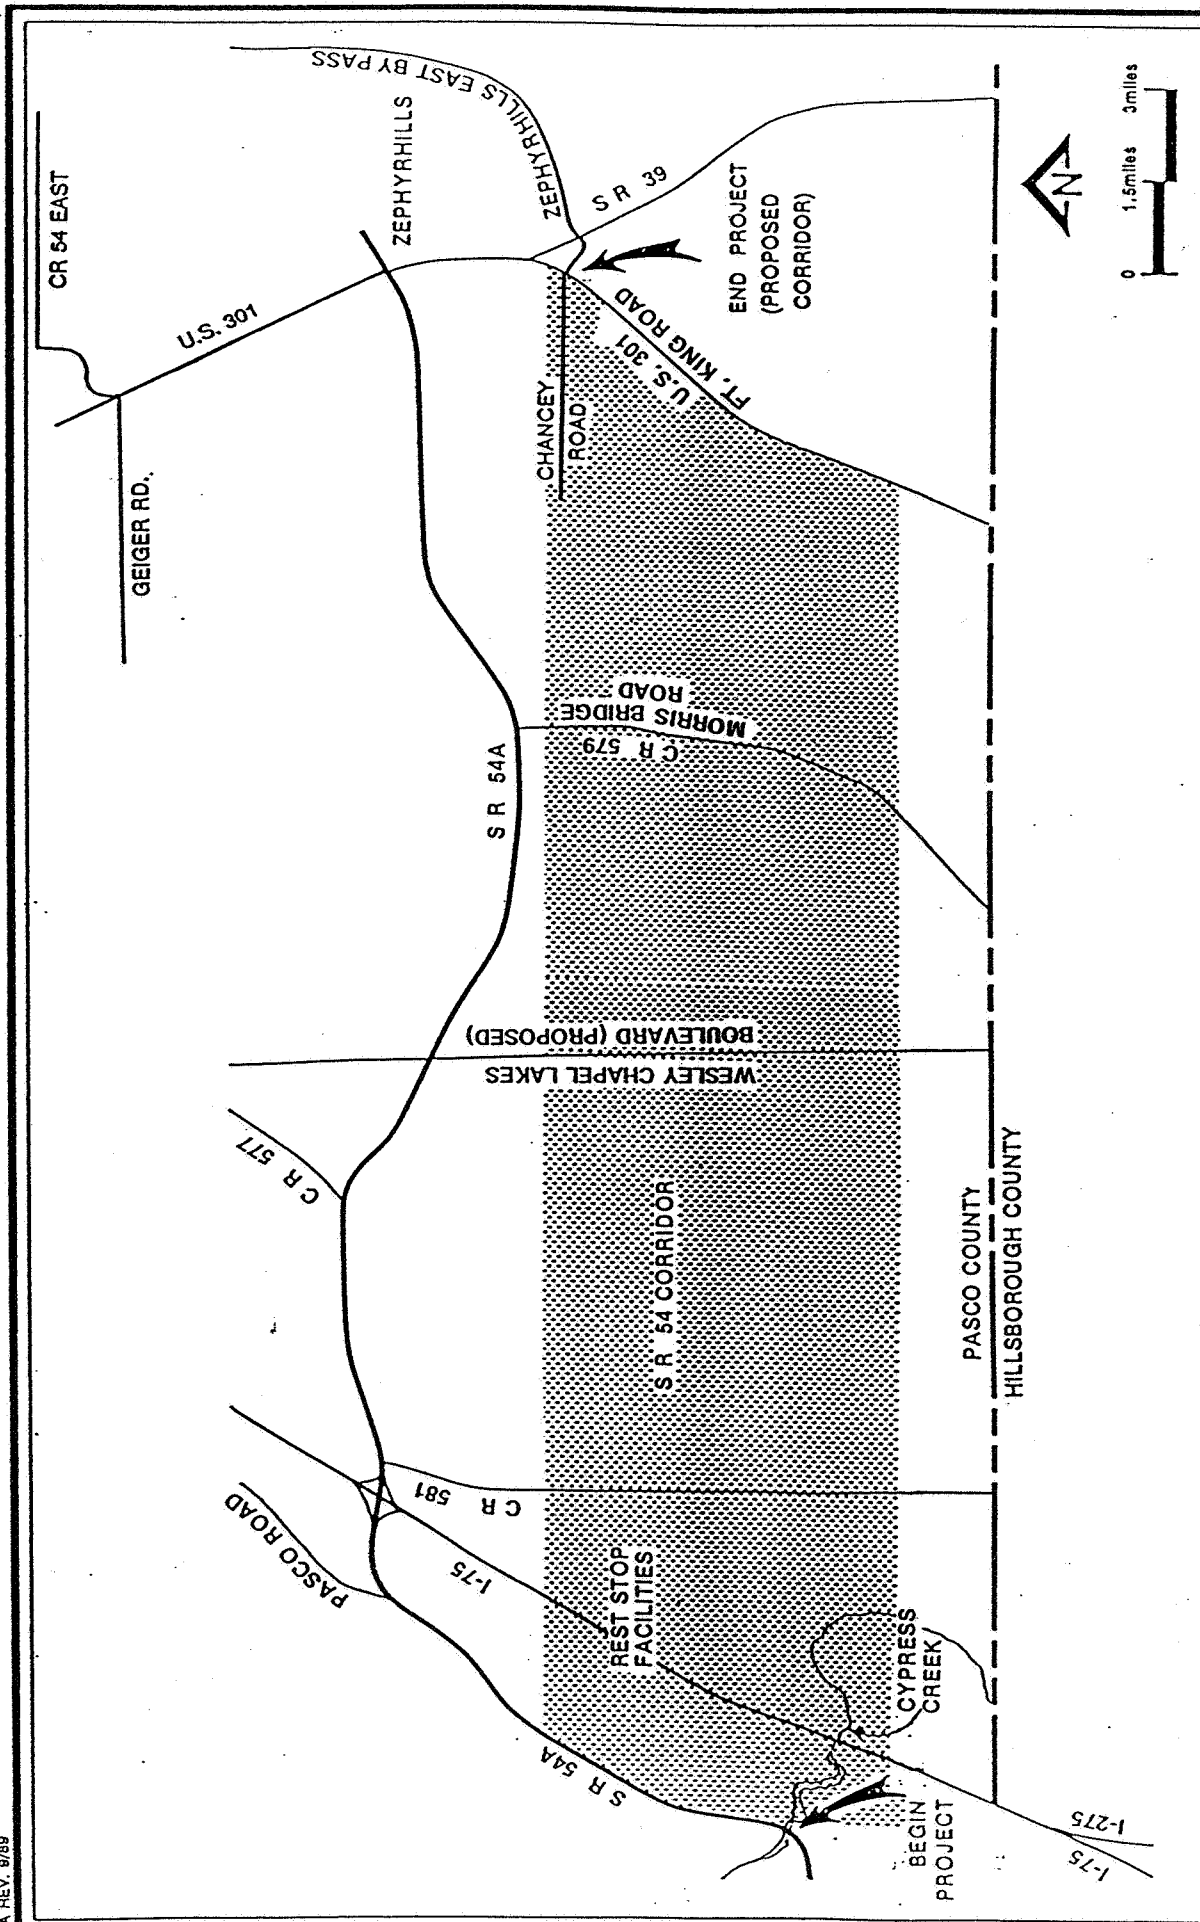 A REV. 9/89
CR 54 EAST
GEIGER RD.
U.S. 301
ZEPHYRHILLS
ZEPHYRHILLS EAST BY PASS
S R 39
CHANCEY
ROAD
U.S. 301
FT. KING ROAD
END PROJECT
(PROPOSED
CORRIDOR)
S R 54A
C R 579
MORRIS BRIDGE
ROAD
WESLEY CHAPEL LAKES
BOULEVARD (PROPOSED)
C R 577
S R 54 CORRIDOR
PASCO ROAD
I-75
C R 581
REST STOP
FACILITIES
S R 54A
CYPRESS
CREEK
BEGIN
PROJECT
I-75
I-275
PASCO COUNTY
HILLSBOROUGH COUNTY
N
0 1.5miles 3miles